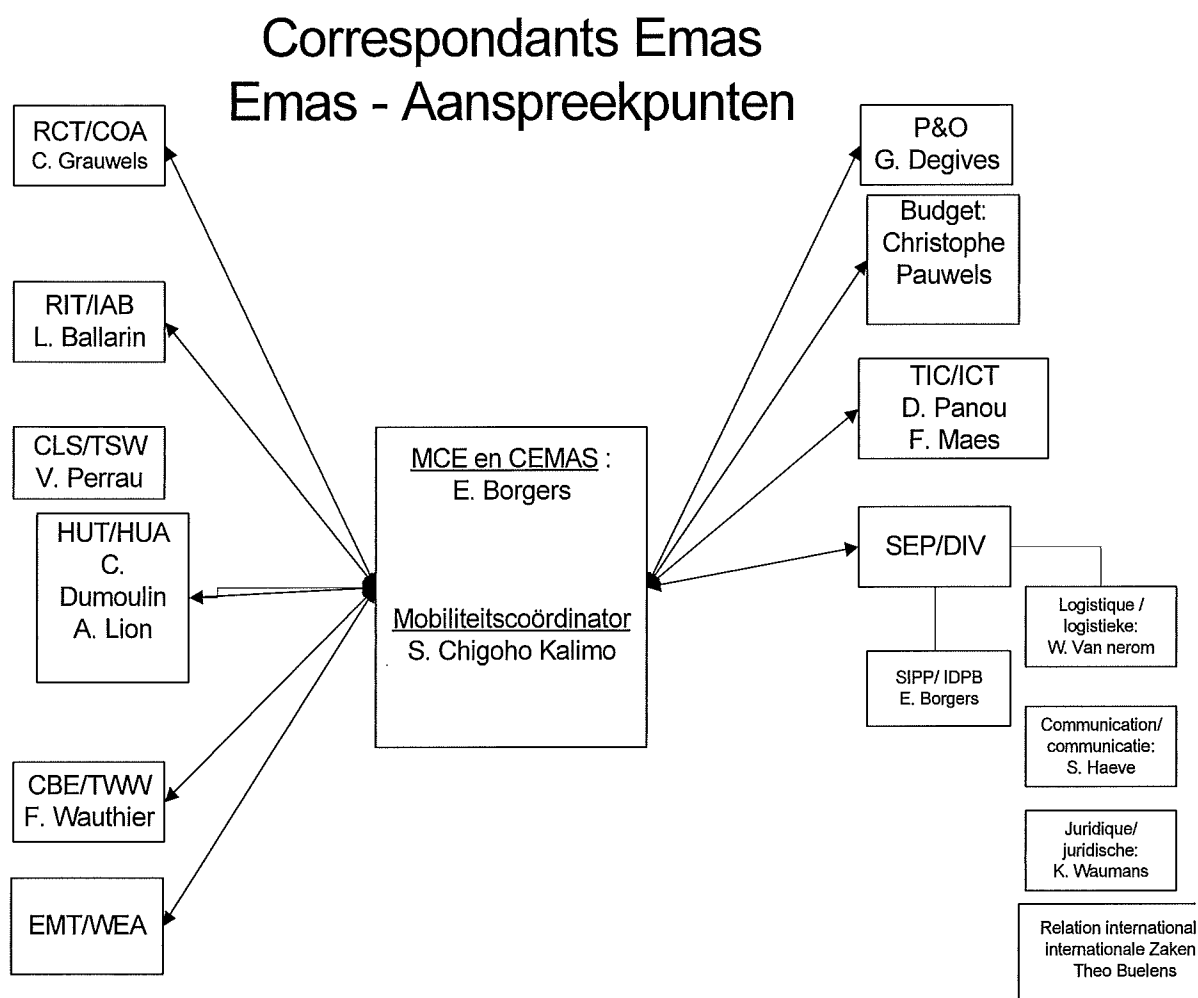 Correspondants Emas
Emas - Aanspreekpunten
RCT/COA
C. Grauwels
RIT/IAB
L. Ballarin
CLS/TSW
V. Perrau
HUT/HUA
C.
Dumoulin
A. Lion
CBE/TWW
F. Wauthier
EMT/WEA
MCE en CEMAS :
E. Borgers
Mobiliteitscoördinator
S. Chigoho Kalimo
P&O
G. Degives
Budget:
Christophe
Pauwels
TIC/ICT
D. Panou
F. Maes
SEP/DIV
SIPP/ IDPB
E. Borgers
Logistique /
logistieke:
W. Van nerom
Communication/
communicatie:
S. Haeve
Juridique/
juridische:
K. Waumans
Relation international
internationale Zaken
Theo Buelens